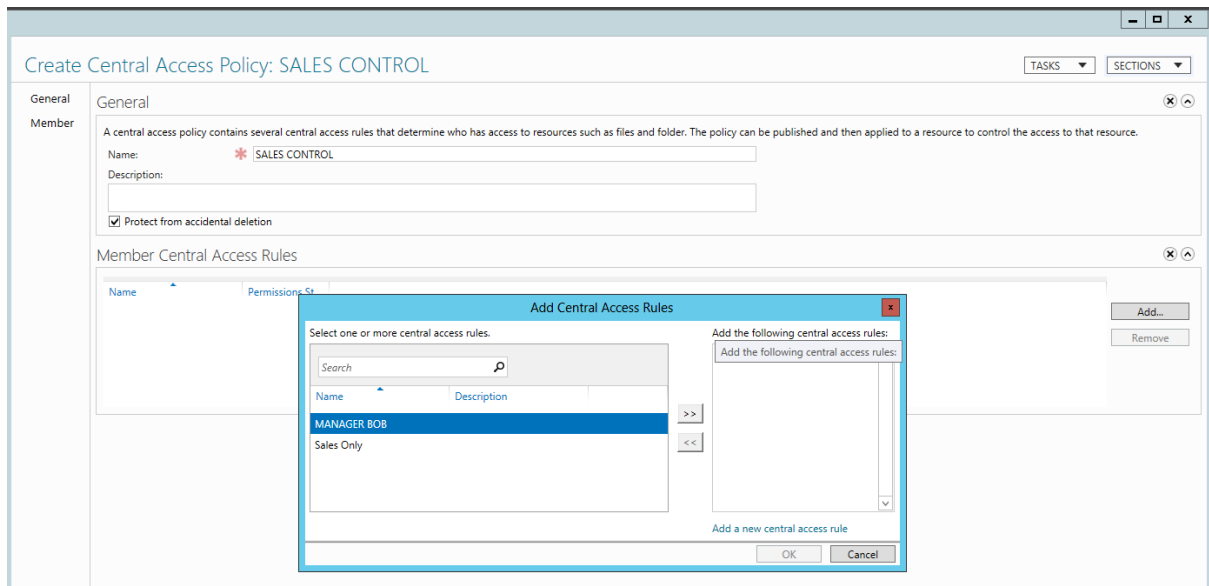 Create Central Access Policy: SALES CONTROL
TASKS
SECTIONS
General
Member
General
A central access policy contains several central access rules that determine who has access to resources such as files and folder. The policy can be published and then applied to a resource to control the access to that resource.
Name:
SALES CONTROL
Description:
Protect from accidental deletion
Member Central Access Rules
Name
Permissions St
Add...
Remove
Add Central Access Rules
Select one or more central access rules.
Search
Name
Description
MANAGER BOB
Sales Only
>>
<<
Add the following central access rules:
Add the following central access rules:
Add a new central access rule
OK
Cancel